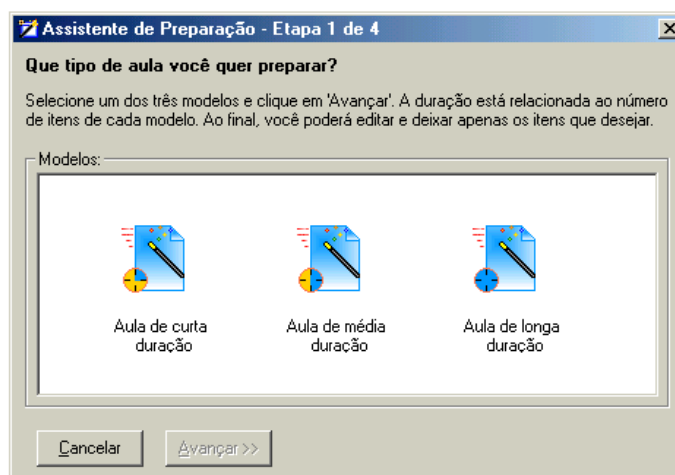 Assistente de Preparação - Etapa 1 de 4
Que tipo de aula você quer preparar?
Selecione um dos três modelos e clique em 'Avançar'. A duração está relacionada ao número
de itens de cada modelo. Ao final, você poderá editar e deixar apenas os itens que desejar.
Modelos:
Aula de curta
duração
Aula de média
duração
Aula de longa
duração
Cancelar
Avançar >>